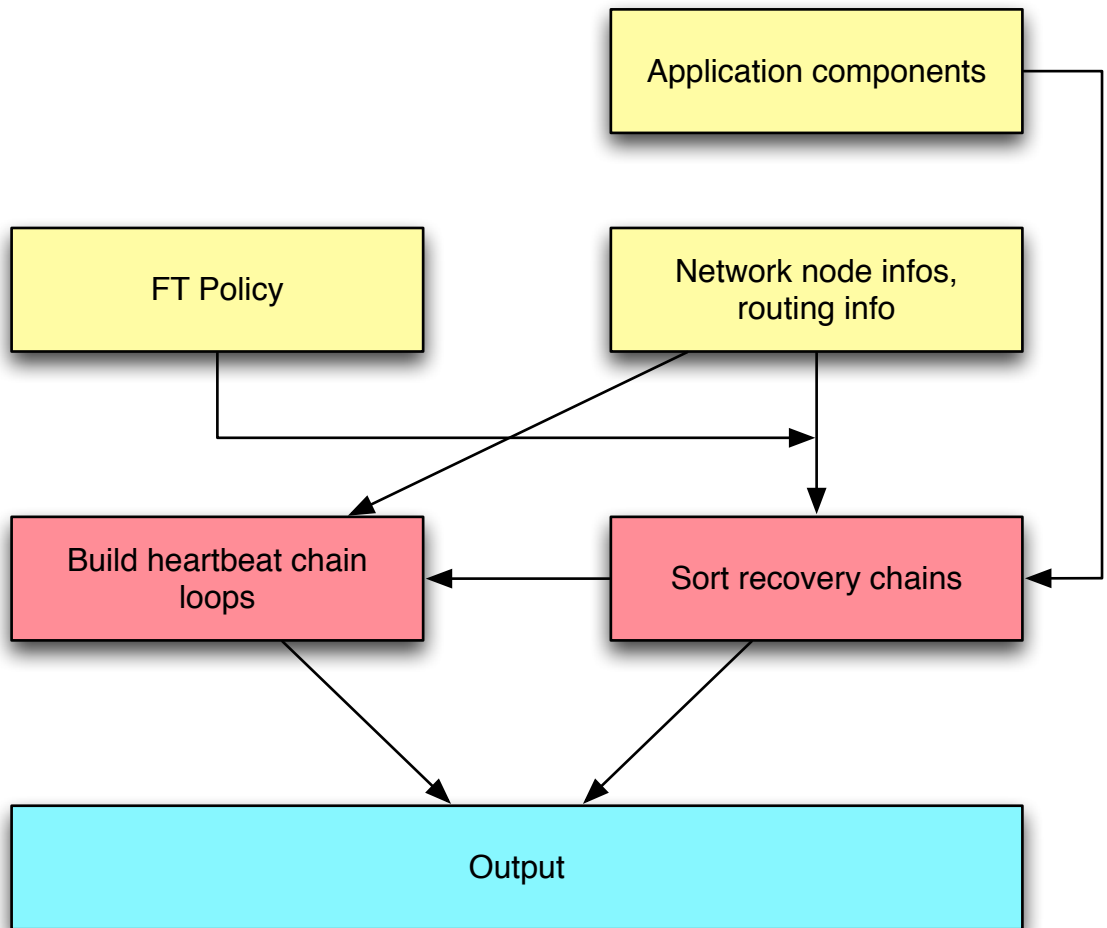 Application components
FT Policy
Network node infos,
routing info
Build heartbeat chain
loops
Sort recovery chains
Output